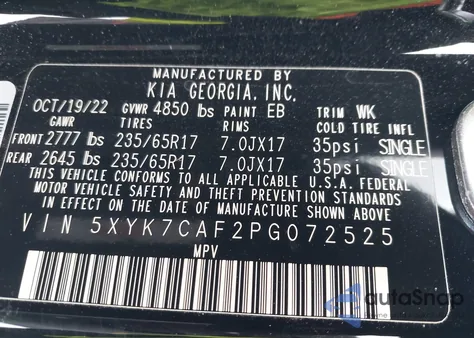 MANUFACTURED BY
KIA GEORGIA, INC.
OCT/19/22 GVWR 4850 lbs PAINT EB TRIM WK
GAWR TIRES RIMS COLD TIRE INFL
FRONT 2777 lbs 235/65R17 7.0JX17 35psi SINGLE
REAR 2645 lbs 235/65R17 7.0JX17 35psi SINGLE
THIS VEHICLE CONFORMS TO ALL APPLICABLE U.S.A. FEDERAL
MOTOR VEHICLE SAFETY AND THEFT PREVENTION STANDARDS
IN EFFECT ON THE DATE OF MANUFACTURE SHOWN ABOVE
VIN 5XYK7CAF2PG072525
MPV
autoSnap